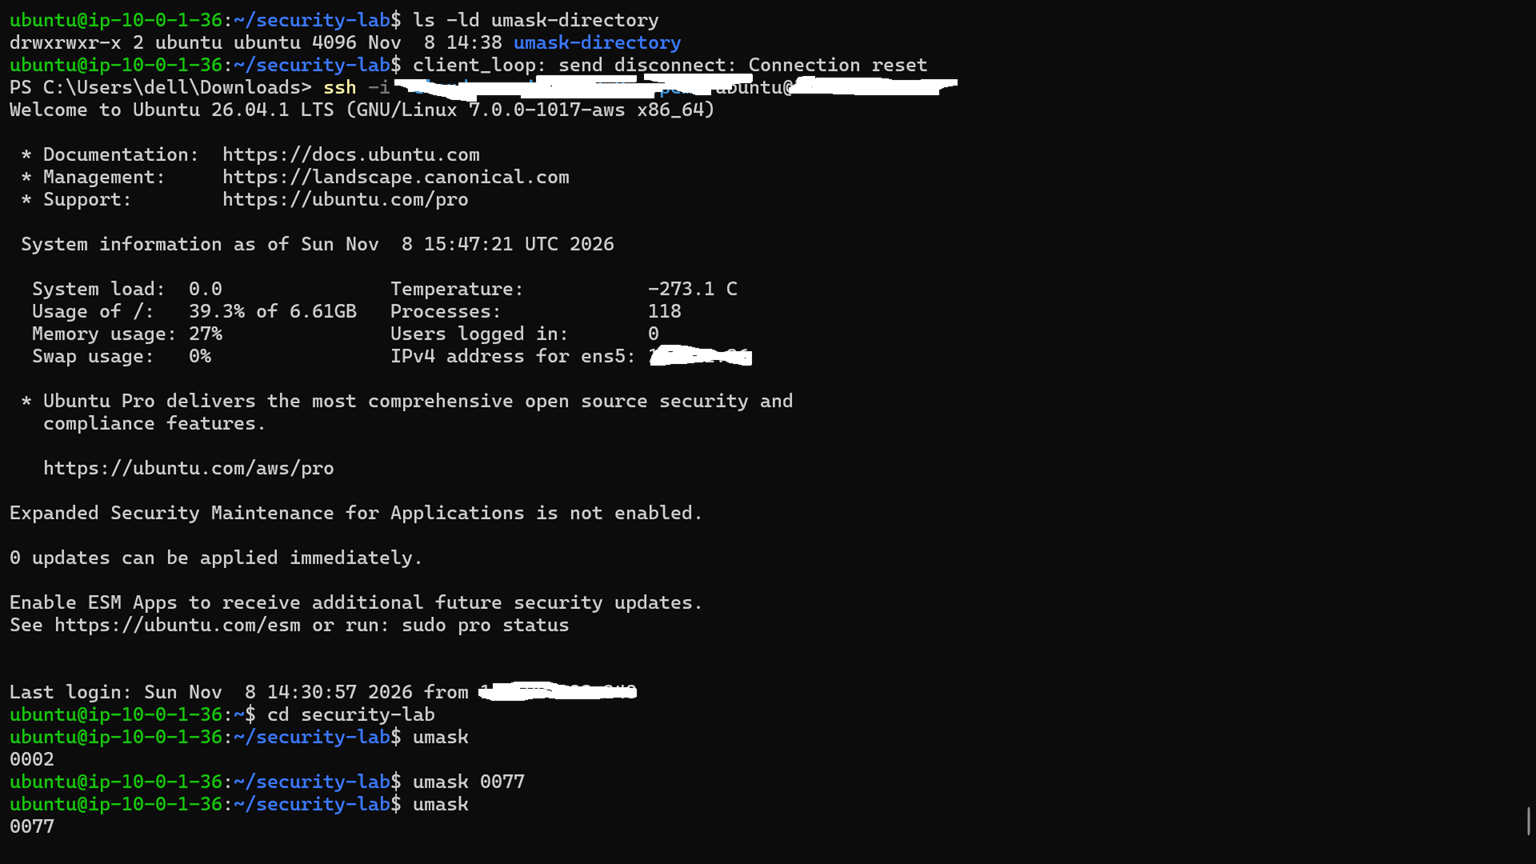 ubuntu@ip-10-0-1-36:~/security-lab$ ls -ld umask-directory
drwxrwxr-x 2 ubuntu ubuntu 4096 Nov  8 14:38 umask-directory
ubuntu@ip-10-0-1-36:~/security-lab$ client_loop: send disconnect: Connection reset
PS C:\Users\dell\Downloads> ssh -i ubuntu@
Welcome to Ubuntu 26.04.1 LTS (GNU/Linux 7.0.0-1017-aws x86_64)
* Documentation:  https://docs.ubuntu.com
* Management:     https://landscape.canonical.com
* Support:        https://ubuntu.com/pro
System information as of Sun Nov  8 15:47:21 UTC 2026
System load:  0.0               Temperature:           -273.1 C
Usage of /:   39.3% of 6.61GB   Processes:             118
Memory usage: 27%               Users logged in:       0
Swap usage:   0%                IPv4 address for ens5:
* Ubuntu Pro delivers the most comprehensive open source security and
compliance features.
https://ubuntu.com/aws/pro
Expanded Security Maintenance for Applications is not enabled.
0 updates can be applied immediately.
Enable ESM Apps to receive additional future security updates.
See https://ubuntu.com/esm or run: sudo pro status
Last login: Sun Nov  8 14:30:57 2026 from
ubuntu@ip-10-0-1-36:~$ cd security-lab
ubuntu@ip-10-0-1-36:~/security-lab$ umask
0002
ubuntu@ip-10-0-1-36:~/security-lab$ umask 0077
ubuntu@ip-10-0-1-36:~/security-lab$ umask
0077